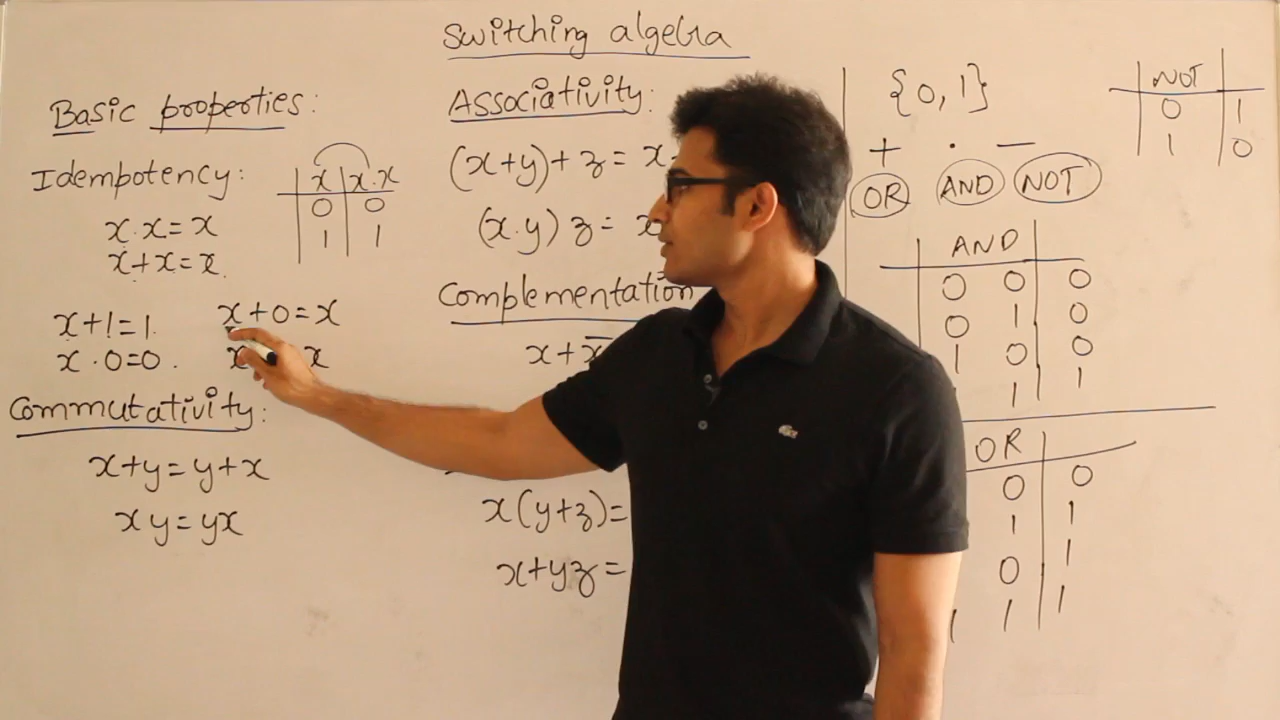 Switching algebra
Basic properties:
Idempotency:
x.x=x
x+x=x.
x | x.x
0 | 0
1 | 1
x+1=1.
x+0=x
x.0=0.
x x
Commutativity:
x+y=y+x
xy=yx
Associativity:
(x+y)+z=x
(x.y)z=x
Complementation
x+x̅
x(y+z)=
x+yz=
{0,1}
+ . —
OR AND NOT
NOT
0 | 1
1 | 0
AND
0 0 | 0
0 1 | 0
1 0 | 0
1 | 1
OR
0 | 0
1 | 1
0 | 1
1 1 | 1